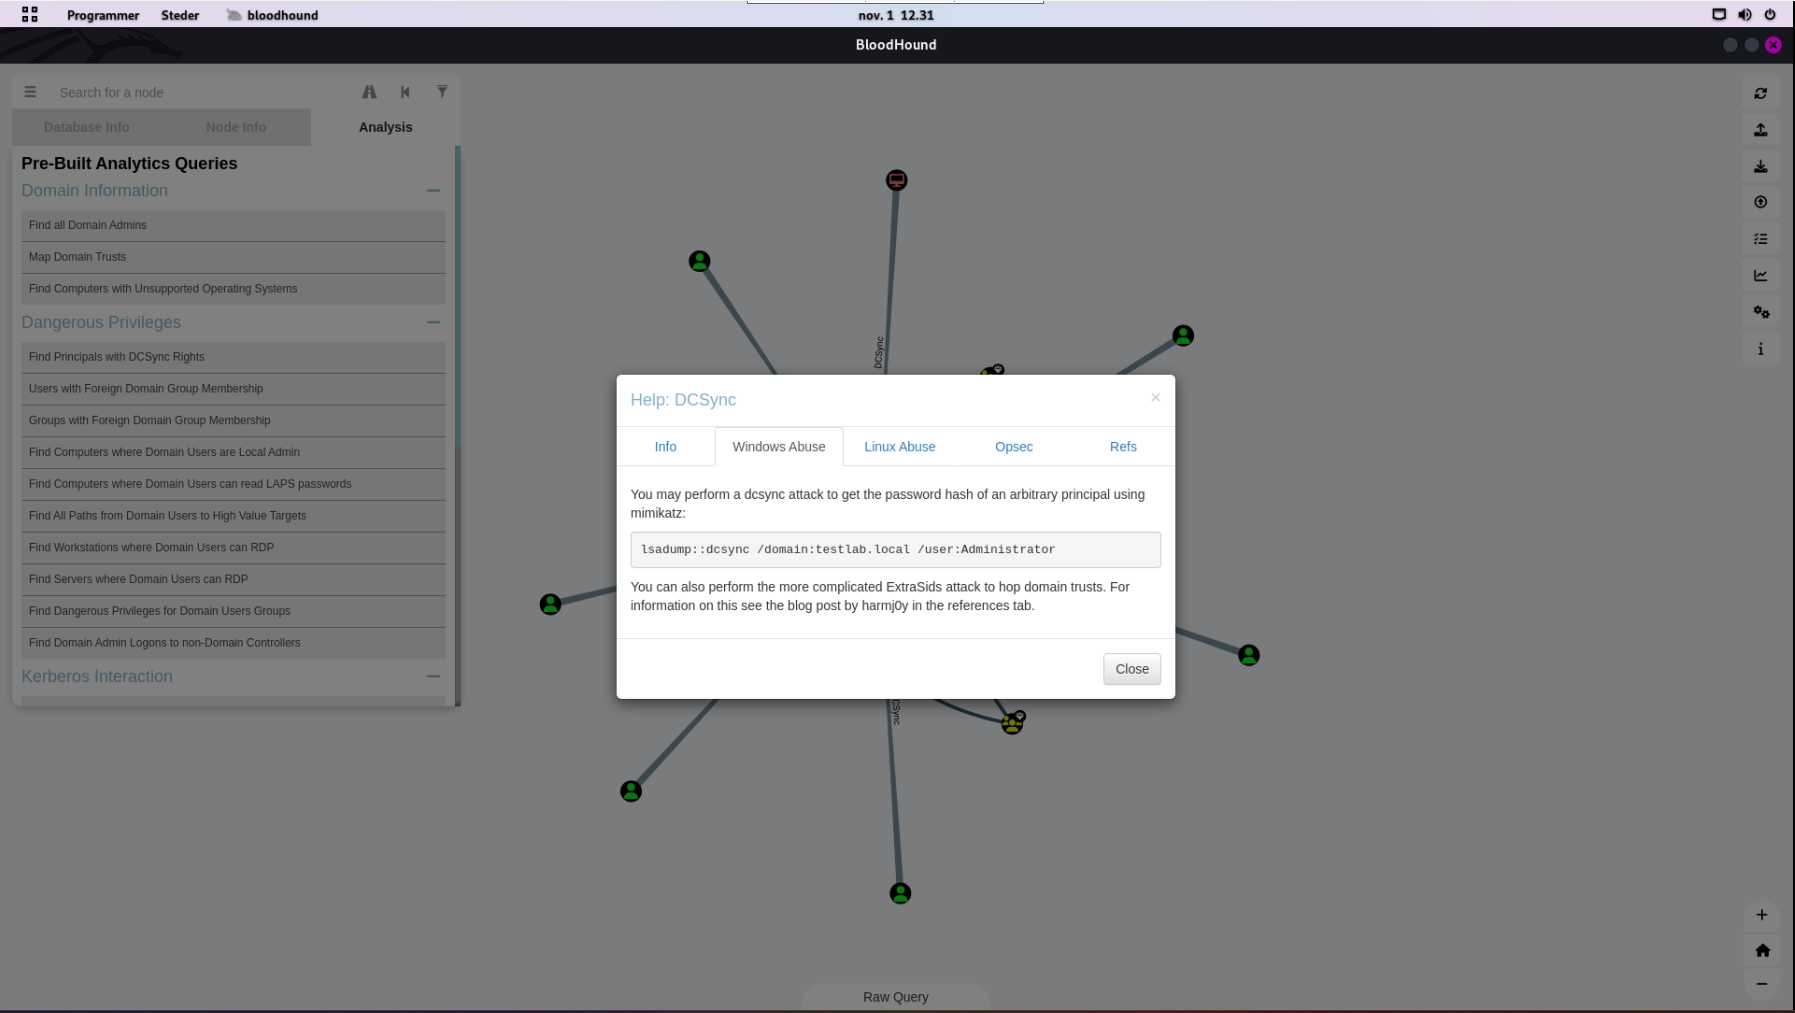 Programmer Steder bloodhound nov. 1 12.31
BloodHound
Search for a node
Database Info Node Info Analysis
Pre-Built Analytics Queries
Domain Information
Find all Domain Admins
Map Domain Trusts
Find Computers with Unsupported Operating Systems
Dangerous Privileges
Find Principals with DCSync Rights
Users with Foreign Domain Group Membership
Groups with Foreign Domain Group Membership
Find Computers where Domain Users are Local Admin
Find Computers where Domain Users can read LAPS passwords
Find All Paths from Domain Users to High Value Targets
Find Workstations where Domain Users can RDP
Find Servers where Domain Users can RDP
Find Dangerous Privileges for Domain Users Groups
Find Domain Admin Logons to non-Domain Controllers
Kerberos Interaction
DCSync
Help: DCSync ×
Info Windows Abuse Linux Abuse Opsec Refs
You may perform a dcsync attack to get the password hash of an arbitrary principal using
mimikatz:
lsadump::dcsync /domain:testlab.local /user:Administrator
You can also perform the more complicated ExtraSids attack to hop domain trusts. For
information on this see the blog post by harmj0y in the references tab.
Close
CSync
Raw Query